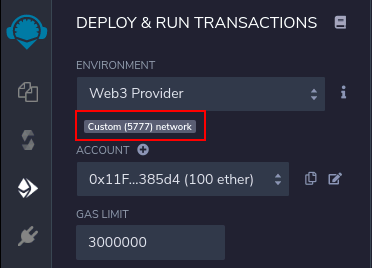 DEPLOY & RUN TRANSACTIONS
ENVIRONMENT
Web3 Provider
Custom (5777) network
ACCOUNT
0x11F...385d4 (100 ether)
GAS LIMIT
3000000